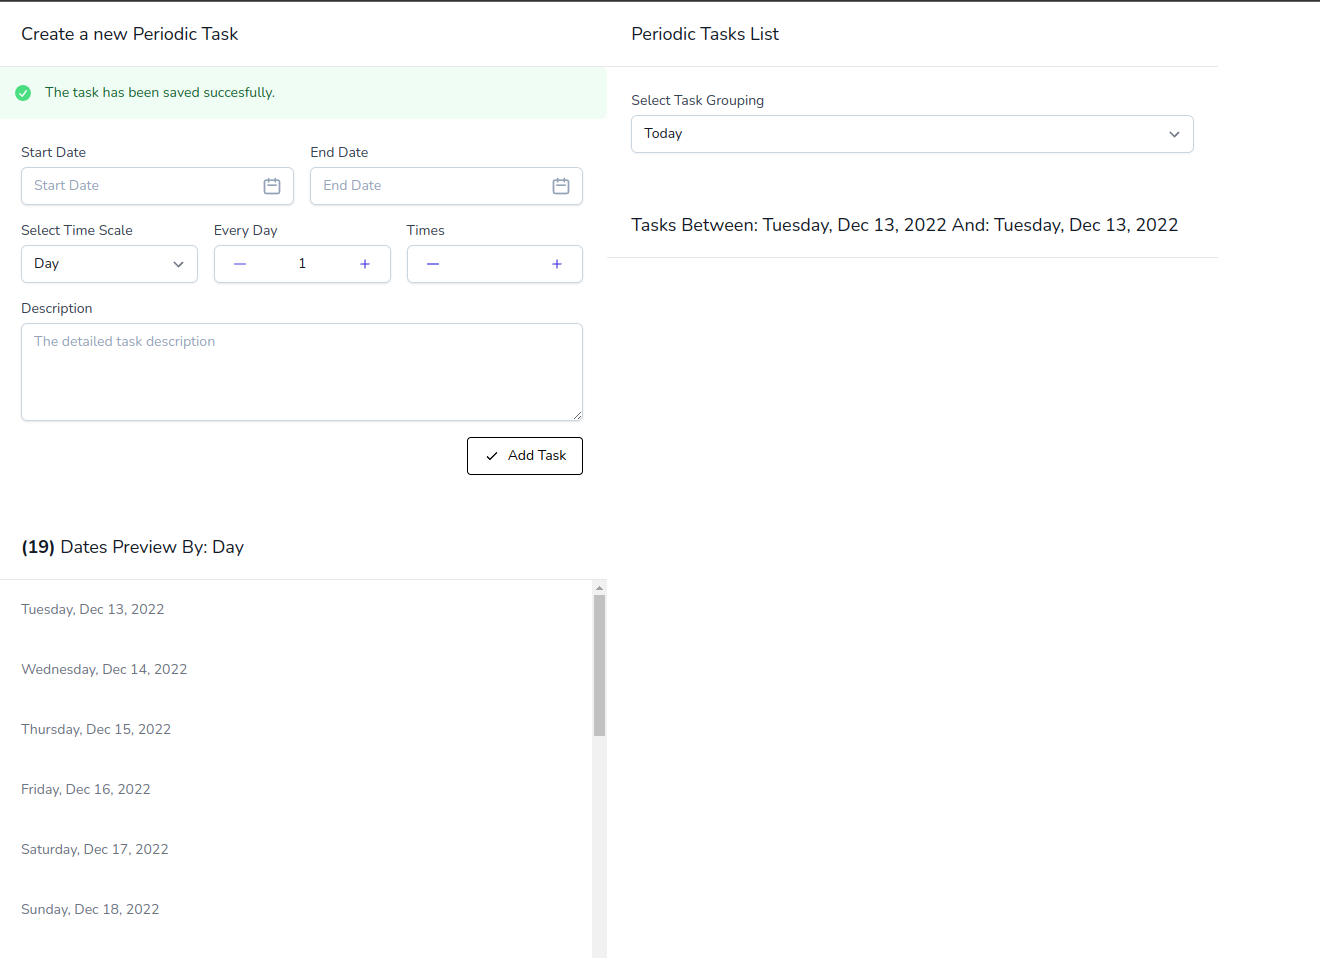 Create a new Periodic Task
The task has been saved succesfully.
Start Date
End Date
Start Date
End Date
Select Time Scale
Every Day
Times
Day
1
Description
The detailed task description
Add Task
(19) Dates Preview By: Day
Tuesday, Dec 13, 2022
Wednesday, Dec 14, 2022
Thursday, Dec 15, 2022
Friday, Dec 16, 2022
Saturday, Dec 17, 2022
Sunday, Dec 18, 2022
Periodic Tasks List
Select Task Grouping
Today
Tasks Between: Tuesday, Dec 13, 2022 And: Tuesday, Dec 13, 2022